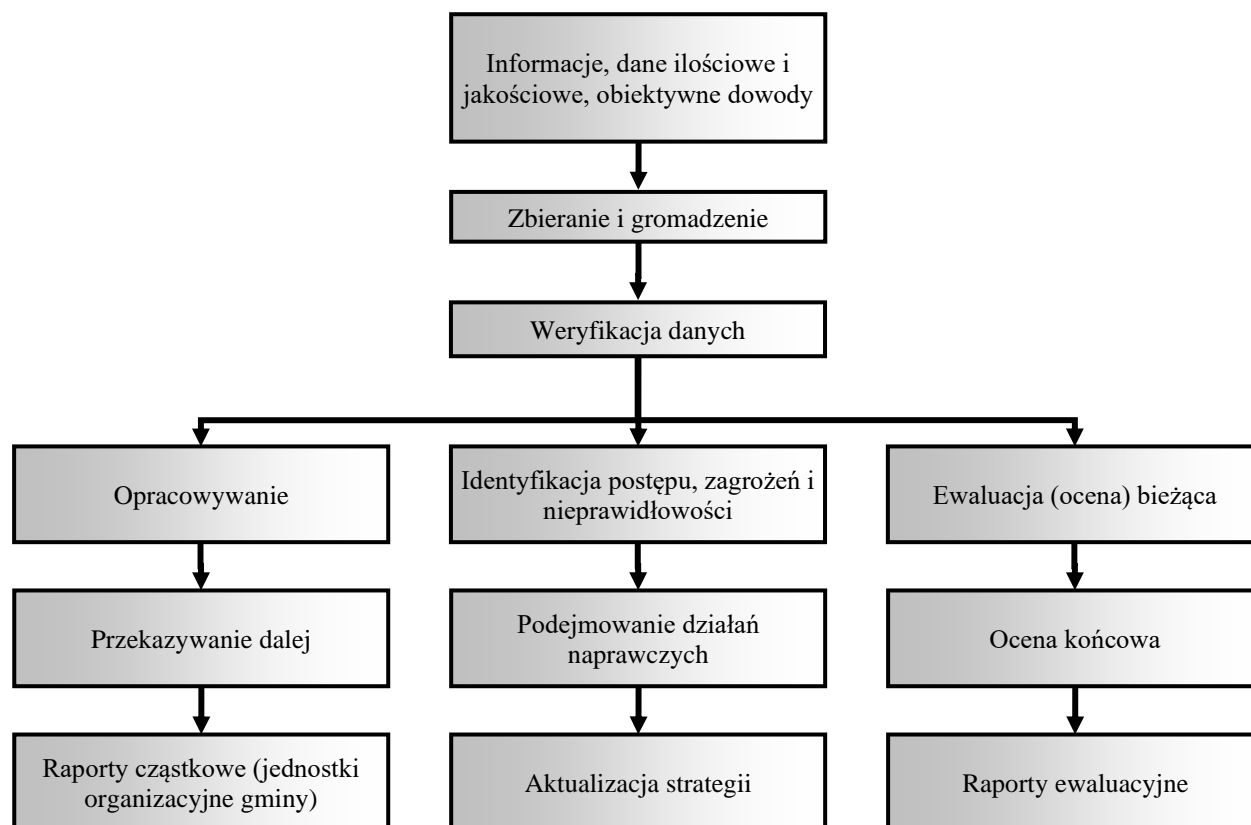 Informacje, dane ilościowe i
jakościowe, obiektywne dowody
Zbieranie i gromadzenie
Weryfikacja danych
Opracowywanie
Identyfikacja postępu, zagrożeń i
nieprawidłowości
Ewaluacja (ocena) bieżąca
Przekazywanie dalej
Podejmowanie działań
naprawczych
Ocena końcowa
Raporty cząstkowe (jednostki
organizacyjne gminy)
Aktualizacja strategii
Raporty ewaluacyjne